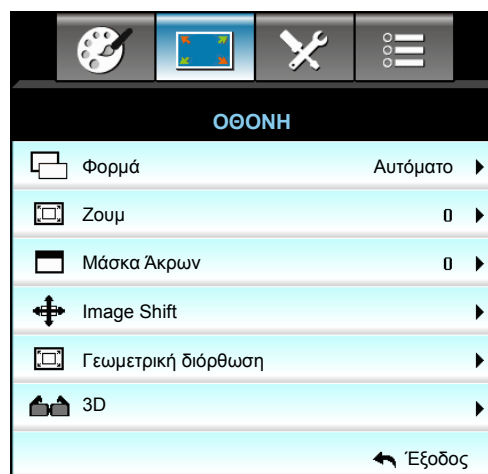 ΟΘΟΝΗ
Φορμά Αυτόματο
Ζουμ 0
Μάσκα Άκρων 0
Image Shift
Γεωμετρική διόρθωση
3D
Έξοδος